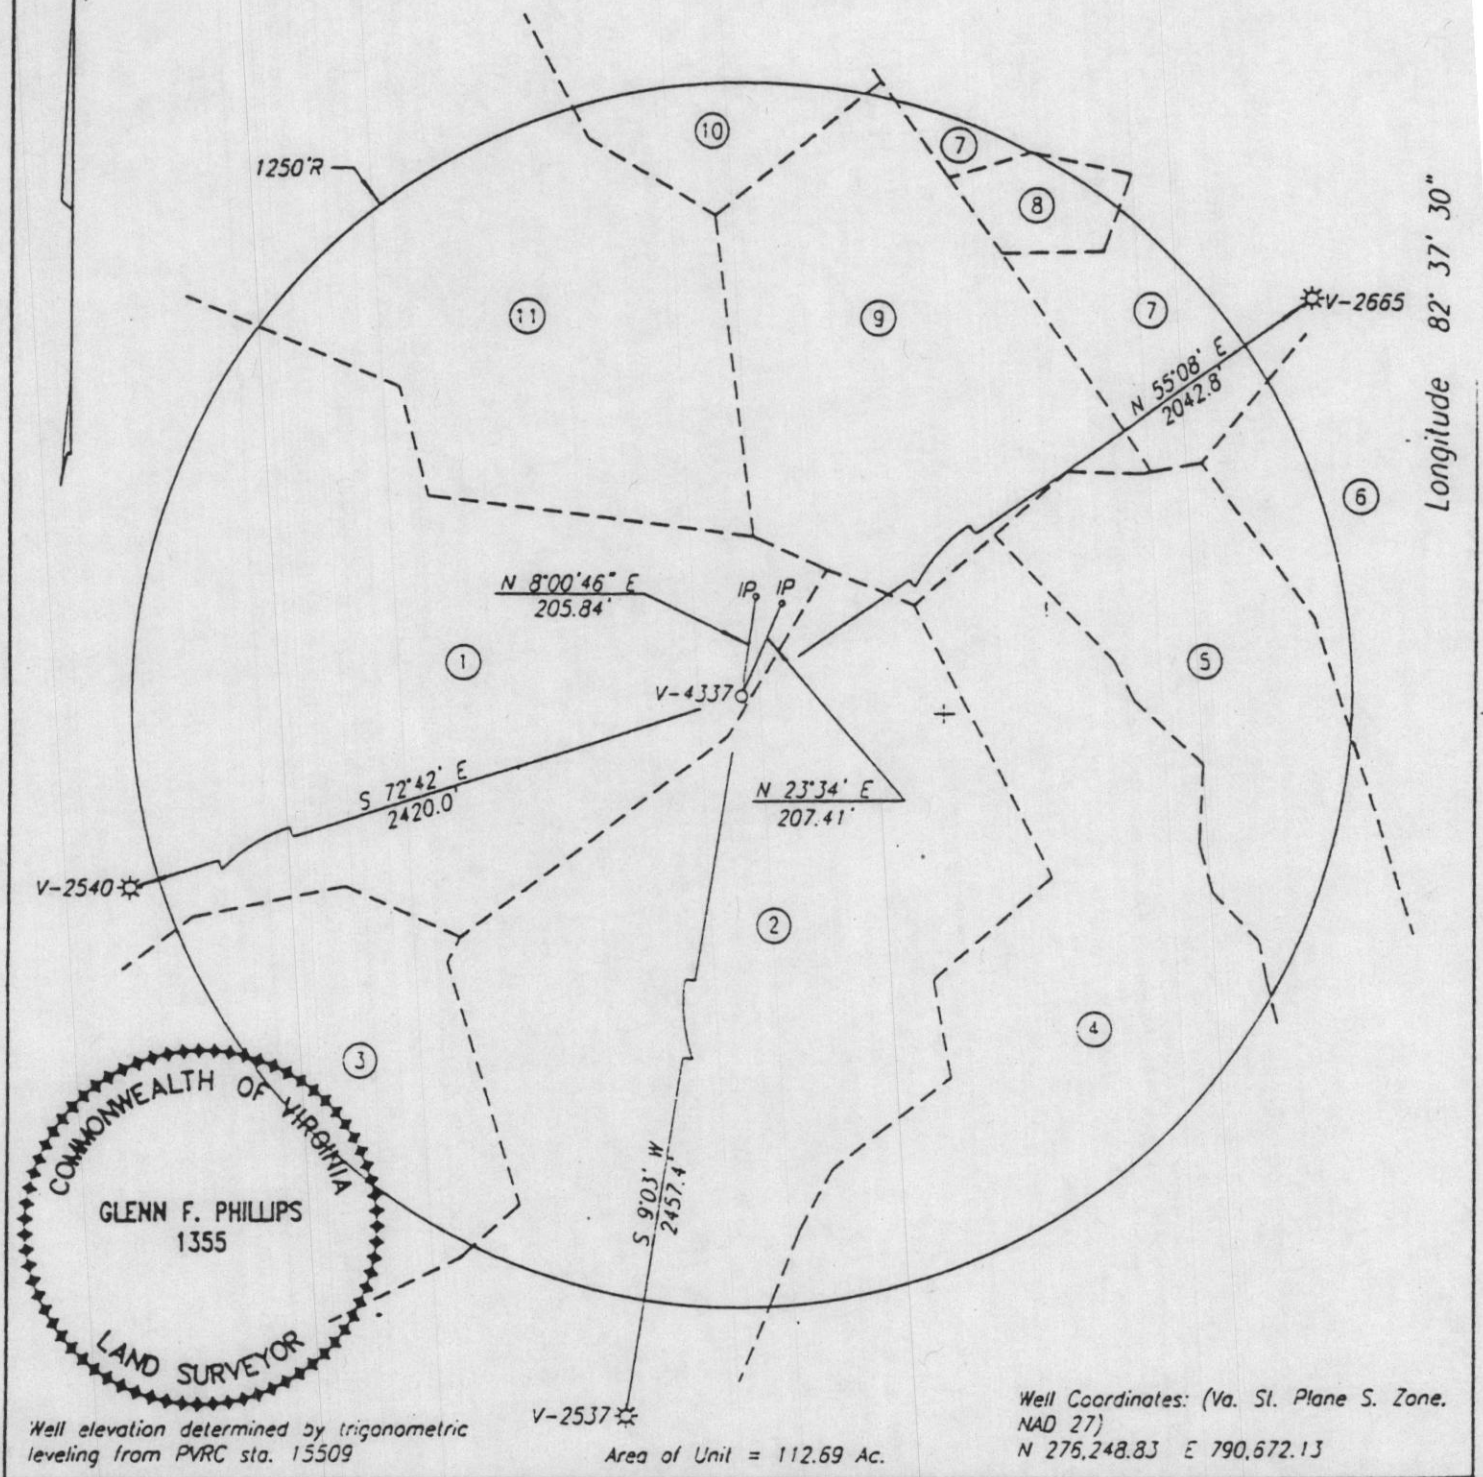 10
7
1250'R
8
Longitude 82° 37' 30"
11
9
7
V-2665
N 55°08' E
2042.8'
6
N 8°00'46" E
205.84'
IP
IP
1
5
V-4337
S 72°42' E
2420.0'
N 23°34' E
207.41'
V-2540
2
4
3
COMMONWEALTH OF VIRGINIA
GLENN F. PHILLIPS
1355
LAND SURVEYOR
S 9°03' W
2457.4'
V-2537
Well elevation determined by trigonometric
leveling from PVRC sta. 15509
Area of Unit = 112.69 Ac.
Well Coordinates: (Va. St. Plane S. Zone,
NAD 27)
N 276,248.83 E 790,672.13